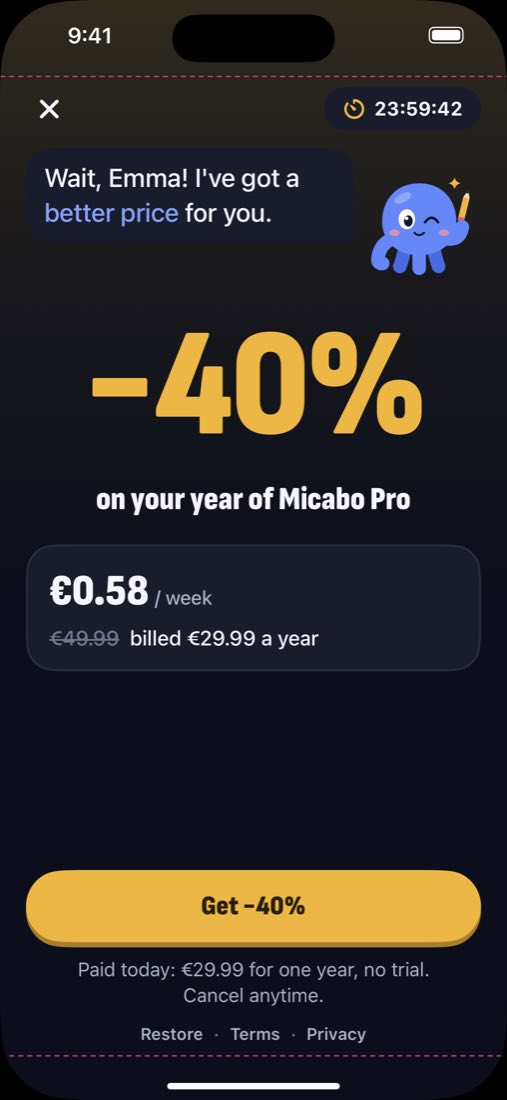 9:41
23:59:42
Wait, Emma! I've got a
better price for you.
−40%
on your year of Micabo Pro
€0.58 / week
€49.99 billed €29.99 a year
Get −40%
Paid today: €29.99 for one year, no trial.
Cancel anytime.
Restore · Terms · Privacy